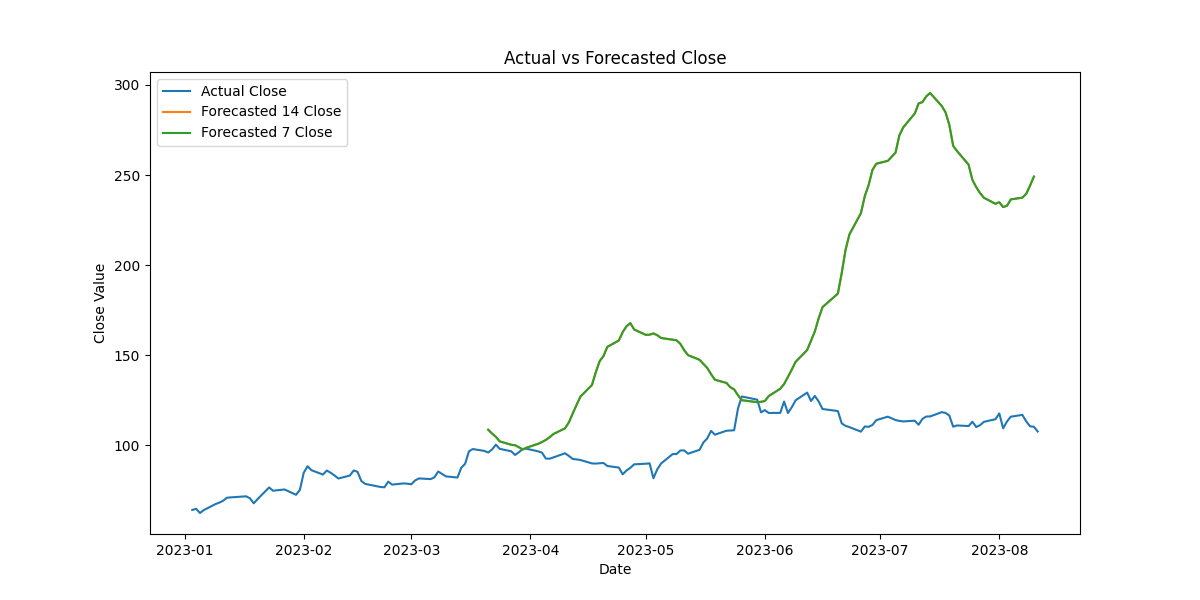 Actual vs Forecasted Close
Actual Close
Forecasted 14 Close
Forecasted 7 Close
Close Value
300
250
200
150
100
2023-01
2023-02
2023-03
2023-04
2023-05
2023-06
2023-07
2023-08
Date